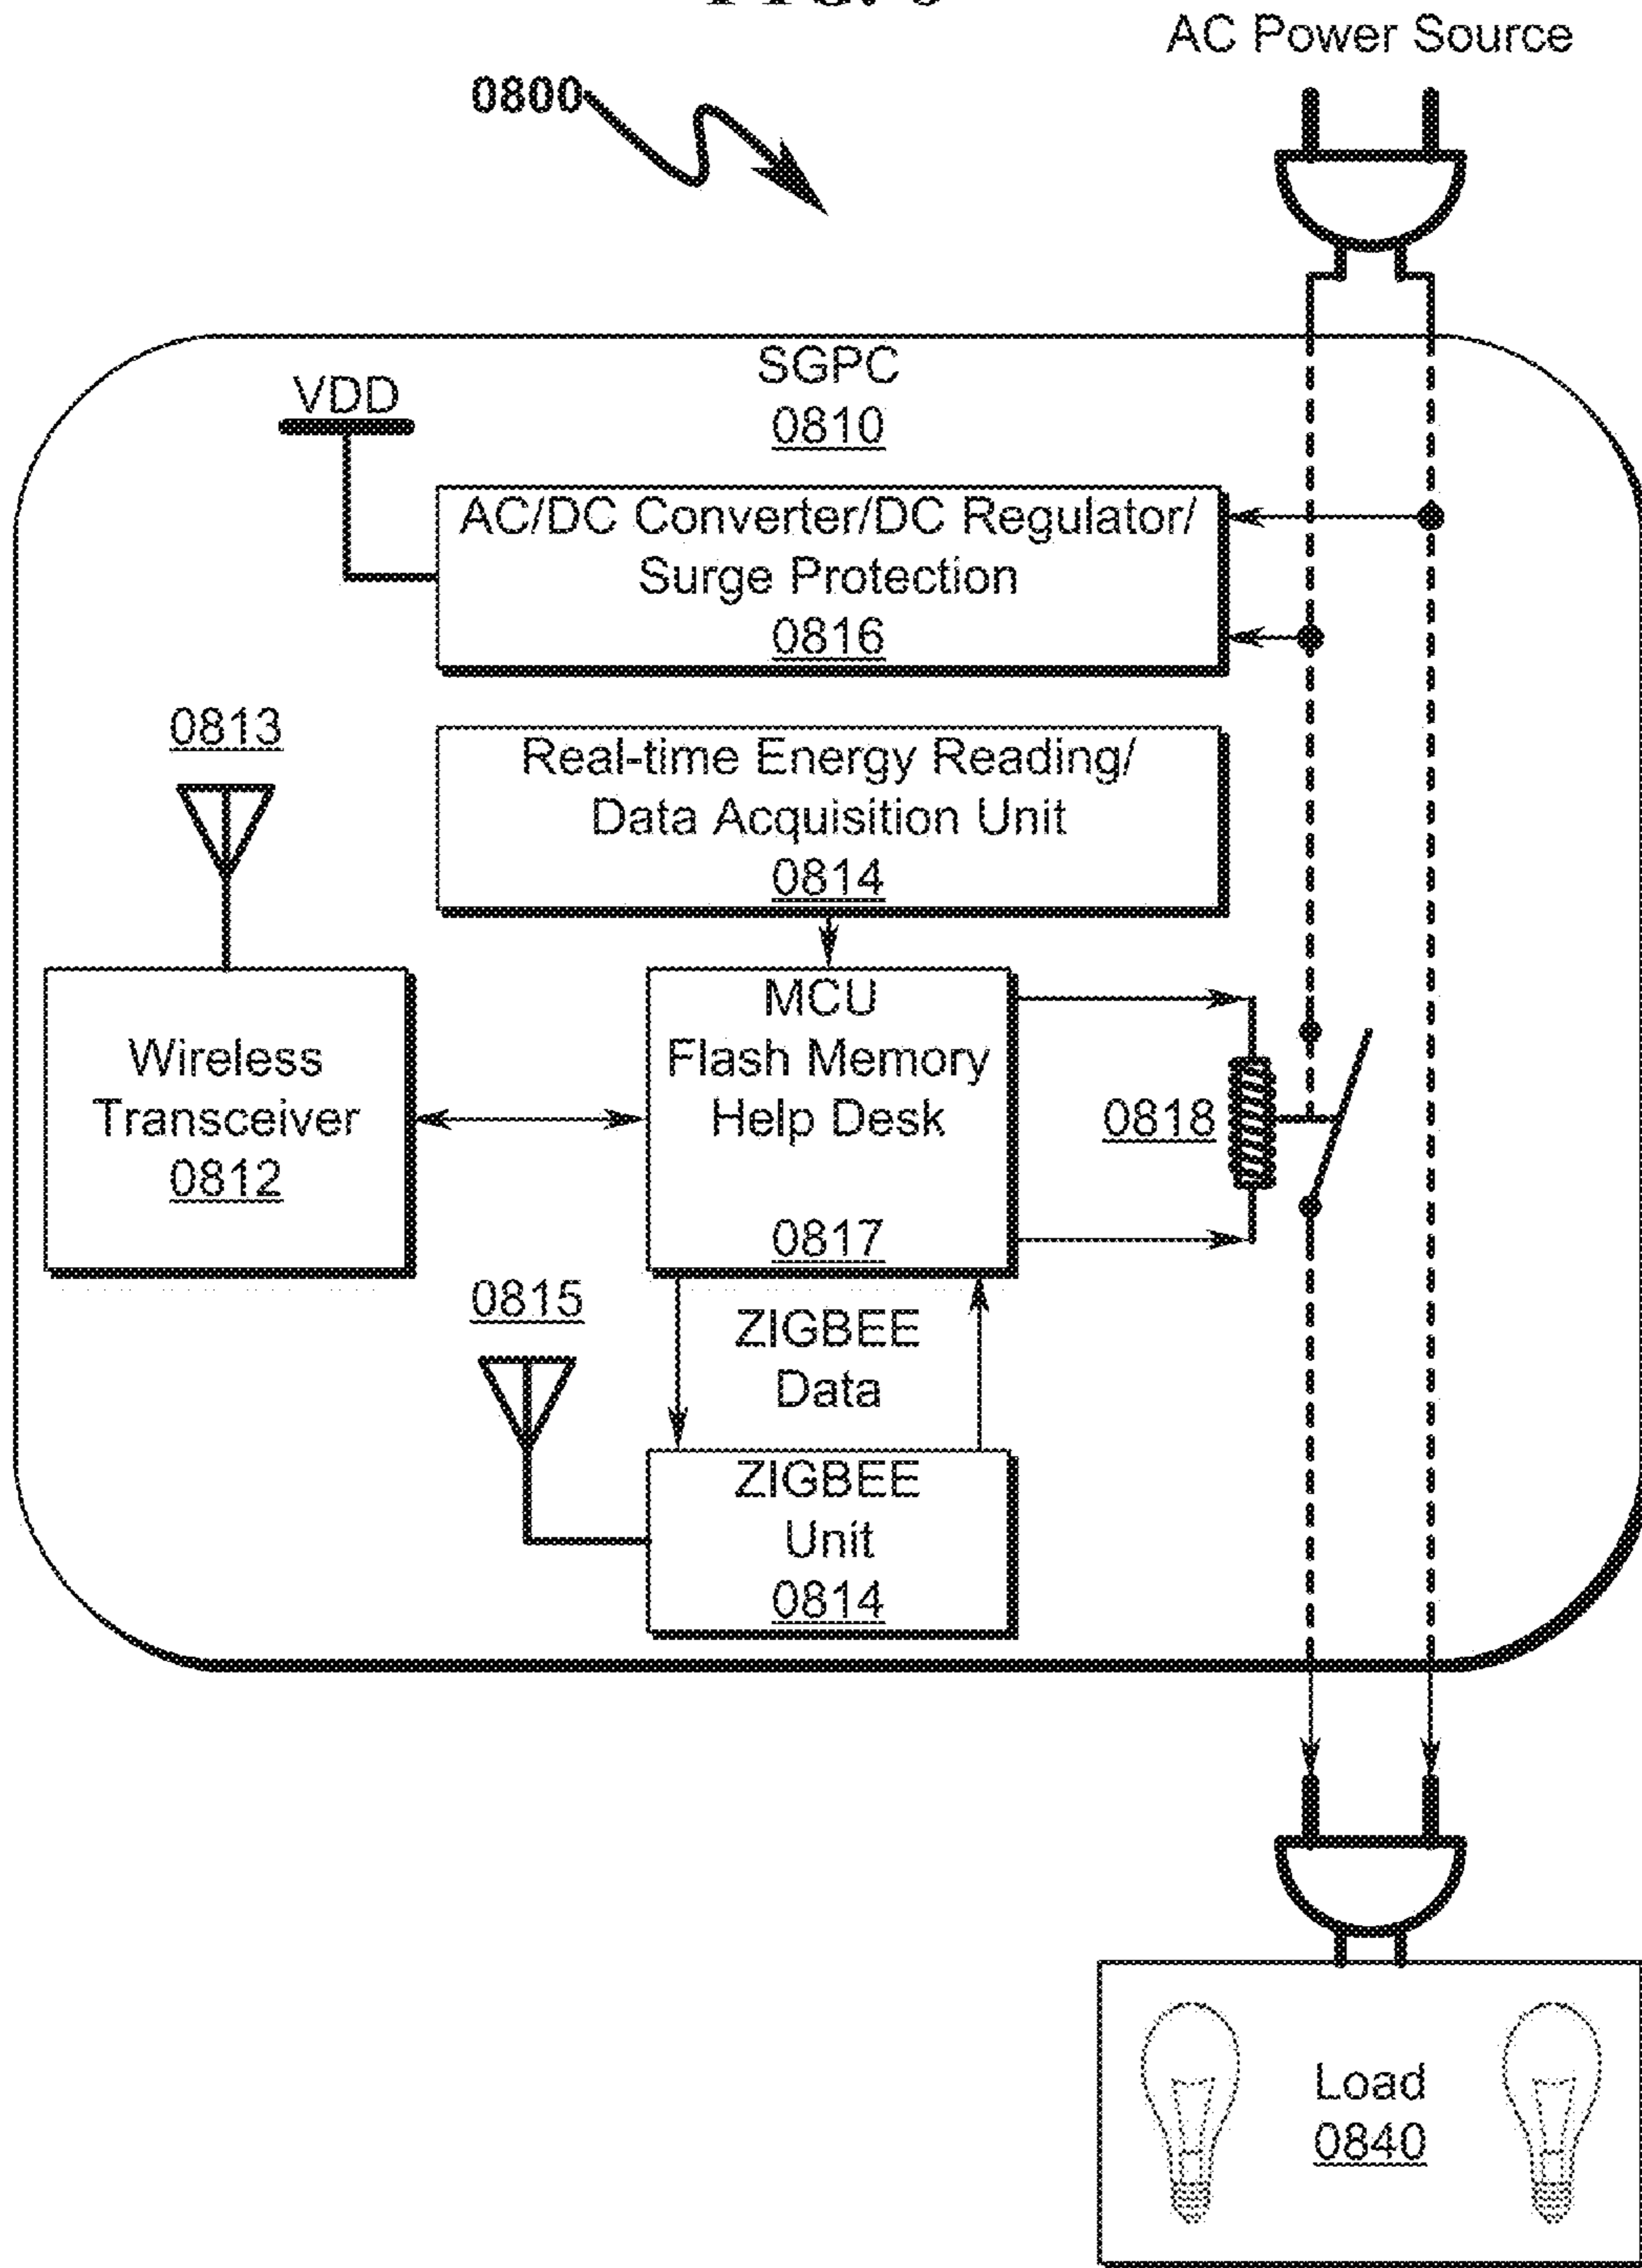 AC Power Source
0800
SGPC
0810
VDD
AC/DC Converter/DC Regulator/
Surge Protection
0816
0813
Real-time Energy Reading/
Data Acquisition Unit
0814
Wireless
Transceiver
0812
MCU
Flash Memory
Help Desk
0817
0818
0815
ZIGBEE
Data
ZIGBEE
Unit
0814
Load
0840